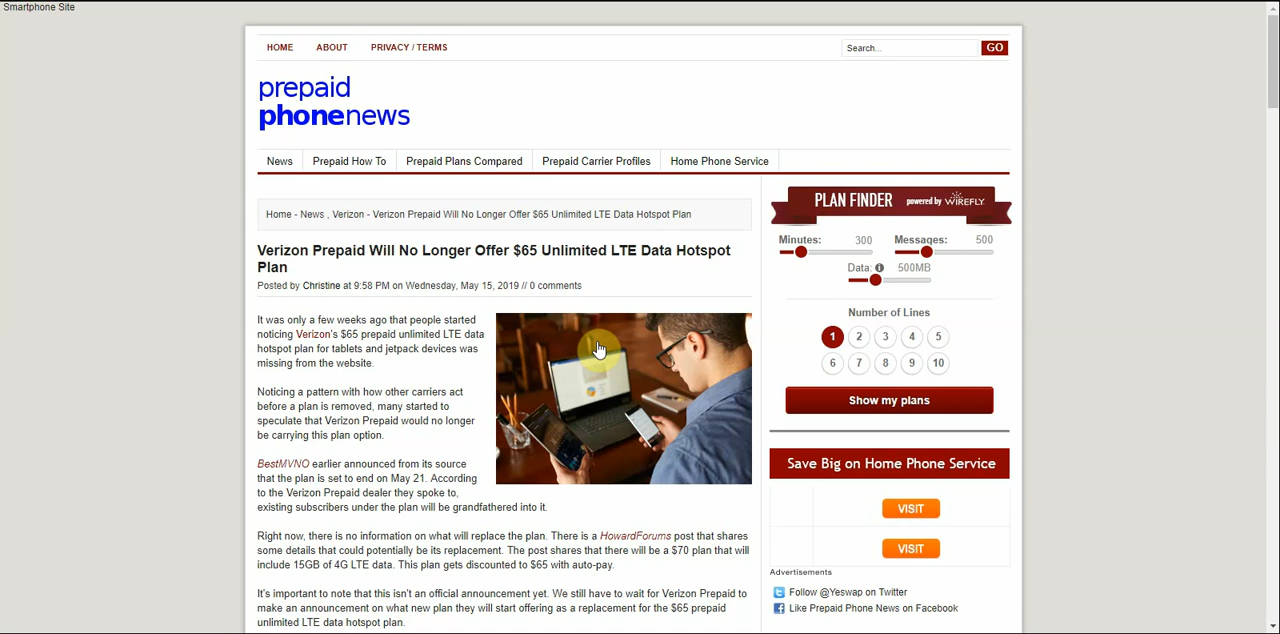 Smartphone Site
HOME ABOUT PRIVACY / TERMS
Search... GO
prepaid
phonenews
News Prepaid How To Prepaid Plans Compared Prepaid Carrier Profiles Home Phone Service
Home - News , Verizon - Verizon Prepaid Will No Longer Offer $65 Unlimited LTE Data Hotspot Plan
Verizon Prepaid Will No Longer Offer $65 Unlimited LTE Data Hotspot
Plan
Posted by Christine at 9:58 PM on Wednesday, May 15, 2019 // 0 comments
It was only a few weeks ago that people started
noticing Verizon's $65 prepaid unlimited LTE data
hotspot plan for tablets and jetpack devices was
missing from the website.
Noticing a pattern with how other carriers act
before a plan is removed, many started to
speculate that Verizon Prepaid would no longer
be carrying this plan option.
BestMVNO earlier announced from its source
that the plan is set to end on May 21. According
to the Verizon Prepaid dealer they spoke to,
existing subscribers under the plan will be grandfathered into it.
Right now, there is no information on what will replace the plan. There is a HowardForums post that shares
some details that could potentially be its replacement. The post shares that there will be a $70 plan that will
include 15GB of 4G LTE data. This plan gets discounted to $65 with auto-pay.
It's important to note that this isn't an official announcement yet. We still have to wait for Verizon Prepaid to
make an announcement on what new plan they will start offering as a replacement for the $65 prepaid
unlimited LTE data hotspot plan.
PLAN FINDER powered by WIREFLY
Minutes: 300 Messages: 500
Data: 500MB
Number of Lines
1 2 3 4 5
6 7 8 9 10
Show my plans
Save Big on Home Phone Service
VISIT
VISIT
Advertisements
Follow @Yeswap on Twitter
Like Prepaid Phone News on Facebook